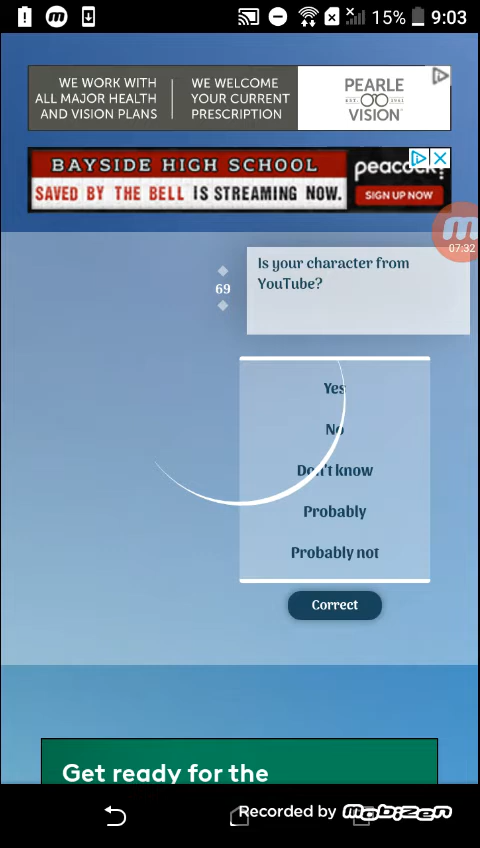 15% 9:03
WE WORK WITH
ALL MAJOR HEALTH
AND VISION PLANS
WE WELCOME
YOUR CURRENT
PRESCRIPTION
PEARLE
EST. 1961
VISION
BAYSIDE HIGH SCHOOL
SAVED BY THE BELL IS STREAMING NOW.
peacock
SIGN UP NOW
07:32
Is your character from
YouTube?
69
Yes
No
Don't know
Probably
Probably not
Correct
Get ready for the
Recorded by Mobizen